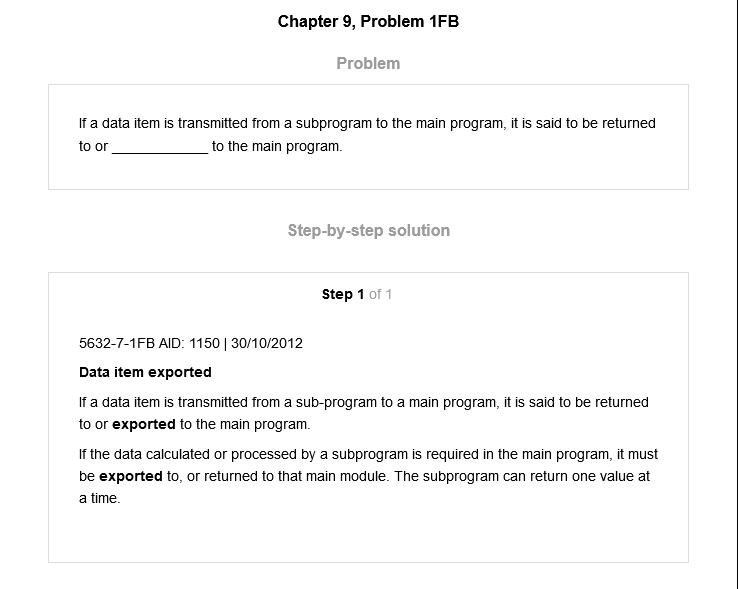 Chapter 9, Problem 1FB
Problem
If a data item is transmitted from a subprogram to the main program, it is said to be returned
to or ____________ to the main program.
Step-by-step solution
Step 1 of 1
5632-7-1FB AID: 1150 | 30/10/2012
Data item exported
If a data item is transmitted from a sub-program to a main program, it is said to be returned
to or exported to the main program.
If the data calculated or processed by a subprogram is required in the main program, it must
be exported to, or returned to that main module. The subprogram can return one value at
a time.